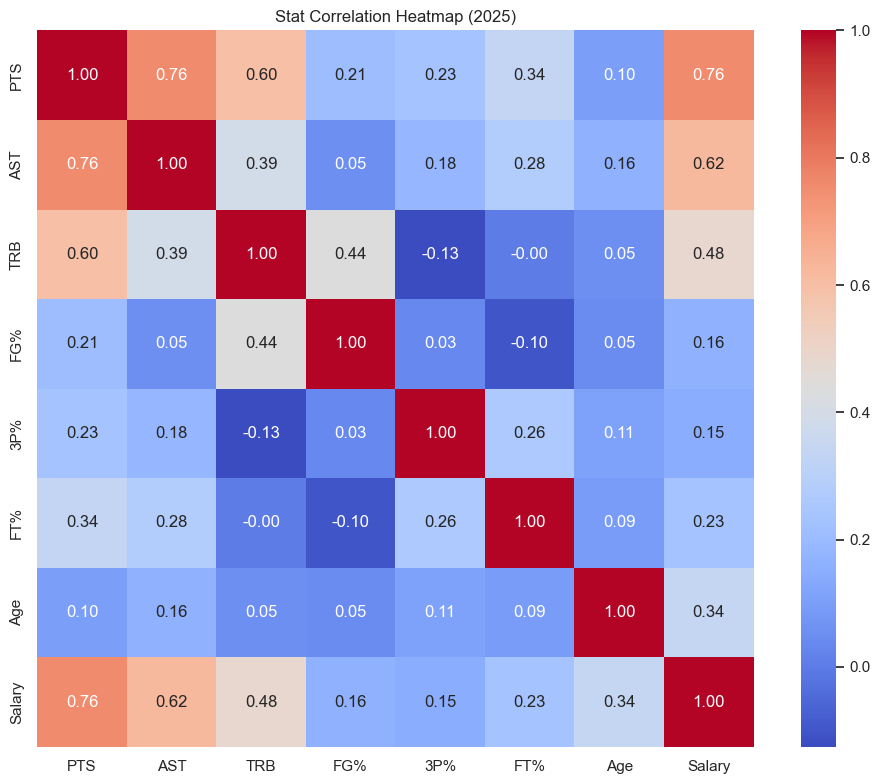 Stat Correlation Heatmap (2025)
PTS 1.00 0.76 0.60 0.21 0.23 0.34 0.10 0.76
AST 0.76 1.00 0.39 0.05 0.18 0.28 0.16 0.62
TRB 0.60 0.39 1.00 0.44 -0.13 -0.00 0.05 0.48
FG% 0.21 0.05 0.44 1.00 0.03 -0.10 0.05 0.16
3P% 0.23 0.18 -0.13 0.03 1.00 0.26 0.11 0.15
FT% 0.34 0.28 -0.00 -0.10 0.26 1.00 0.09 0.23
Age 0.10 0.16 0.05 0.05 0.11 0.09 1.00 0.34
Salary 0.76 0.62 0.48 0.16 0.15 0.23 0.34 1.00
PTS AST TRB FG% 3P% FT% Age Salary
1.0
0.8
0.6
0.4
0.2
0.0